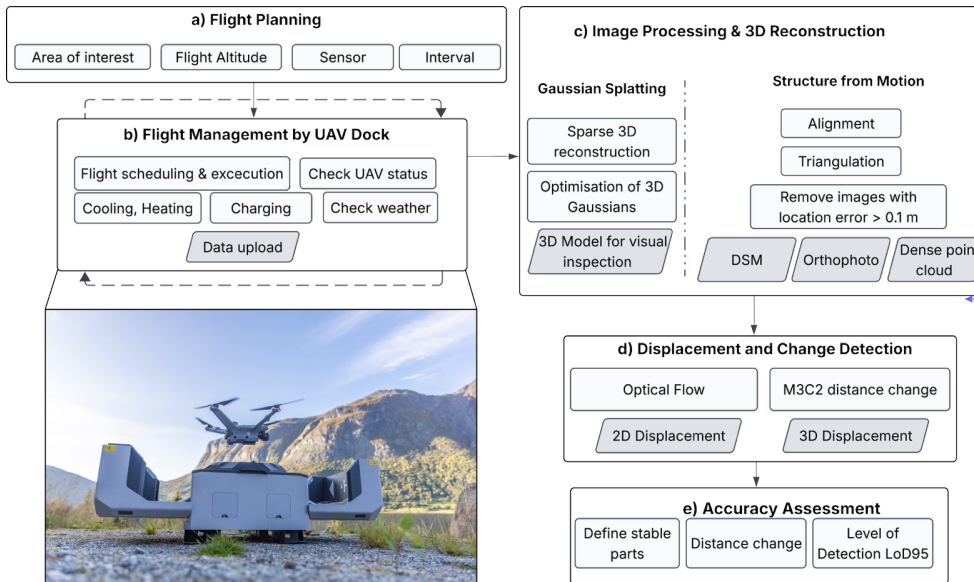 a) Flight Planning
Area of interest
Flight Altitude
Sensor
Interval
b) Flight Management by UAV Dock
Flight scheduling & excecution
Check UAV status
Cooling, Heating
Charging
Check weather
Data upload
c) Image Processing & 3D Reconstruction
Gaussian Splatting
Sparse 3D
reconstruction
Optimisation of 3D
Gaussians
3D Model for visual
inspection
Structure from Motion
Alignment
Triangulation
Remove images with
location error > 0.1 m
DSM
Orthophoto
Dense poin
cloud
d) Displacement and Change Detection
Optical Flow
M3C2 distance change
2D Displacement
3D Displacement
e) Accuracy Assessment
Define stable
parts
Distance change
Level of
Detection LoD95